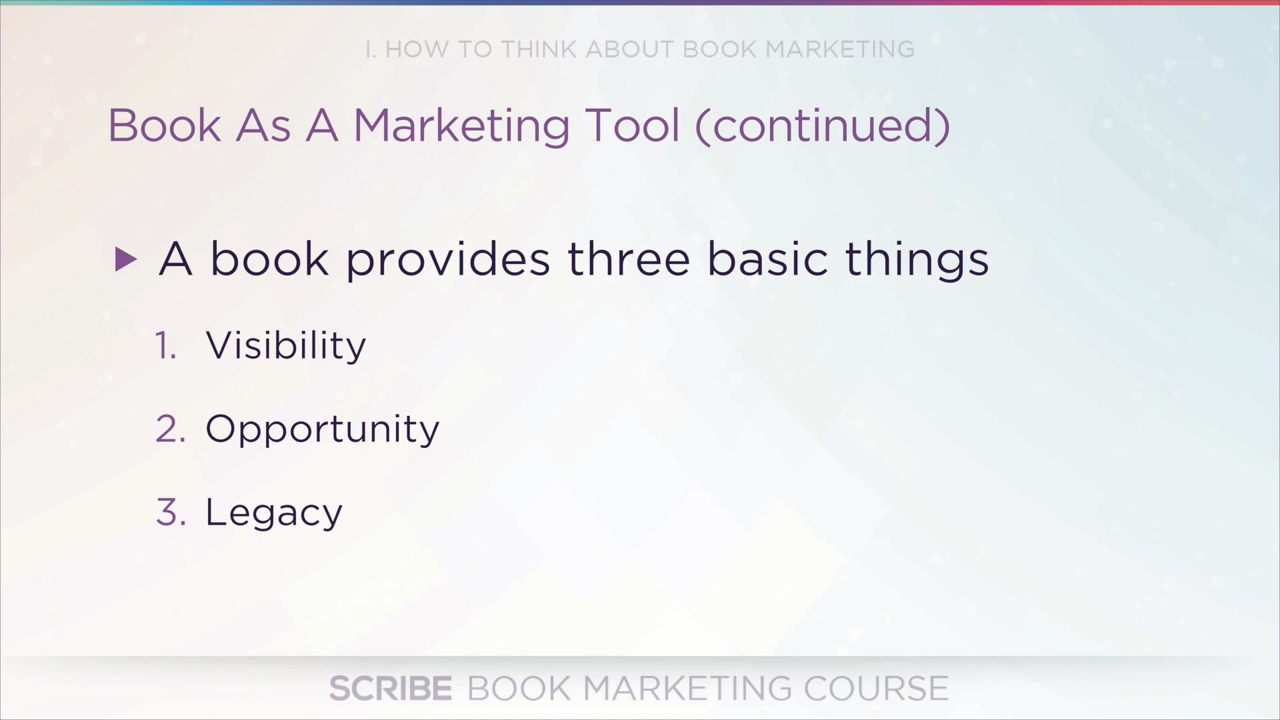 I. HOW TO THINK ABOUT BOOK MARKETING
Book As A Marketing Tool (continued)
A book provides three basic things
1. Visibility
2. Opportunity
3. Legacy
SCRIBE BOOK MARKETING COURSE